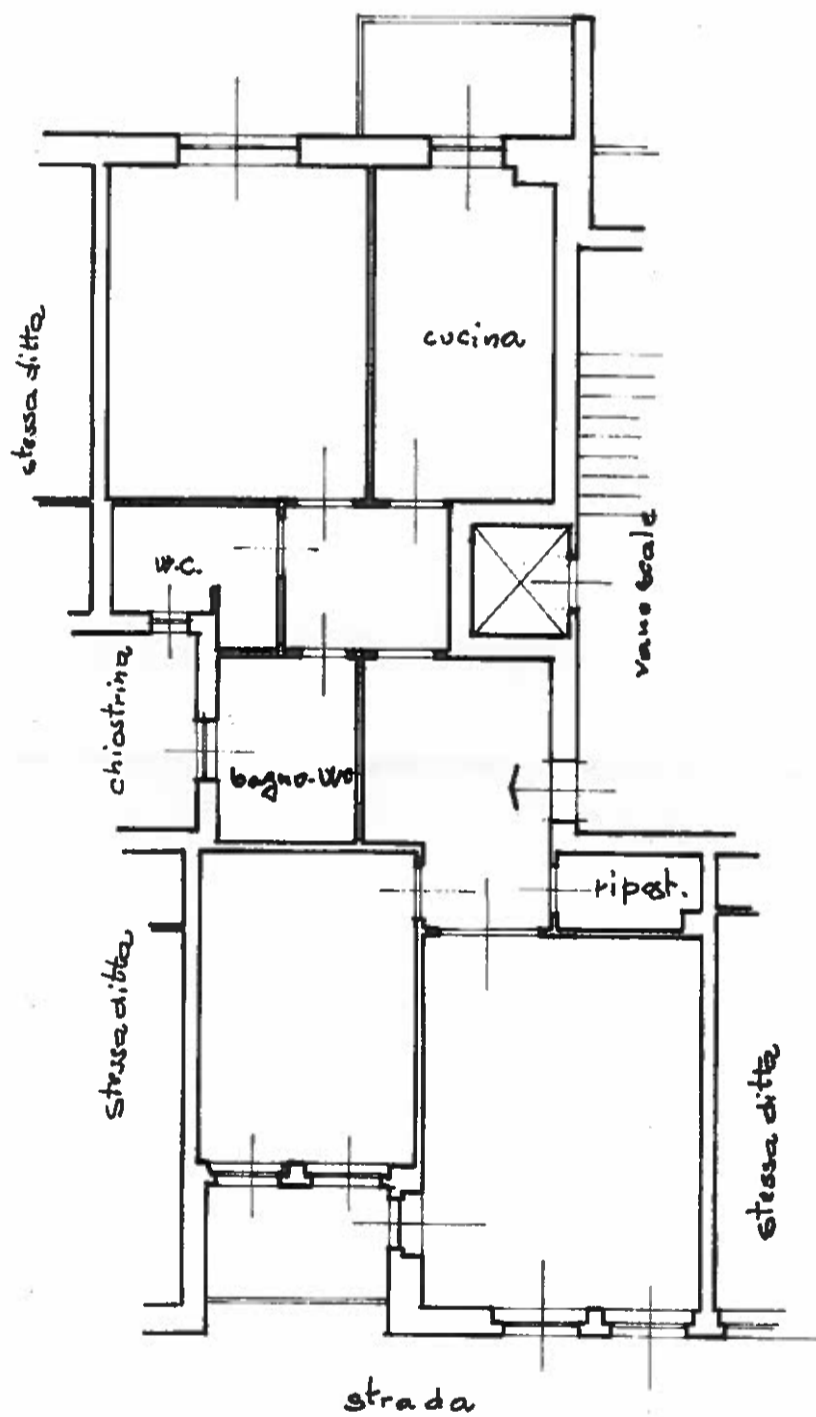 cucina
stessa ditta
w.c.
vano scale
chiostrina
bagno-wc
ripost.
stessa ditta
stessa ditta
strada